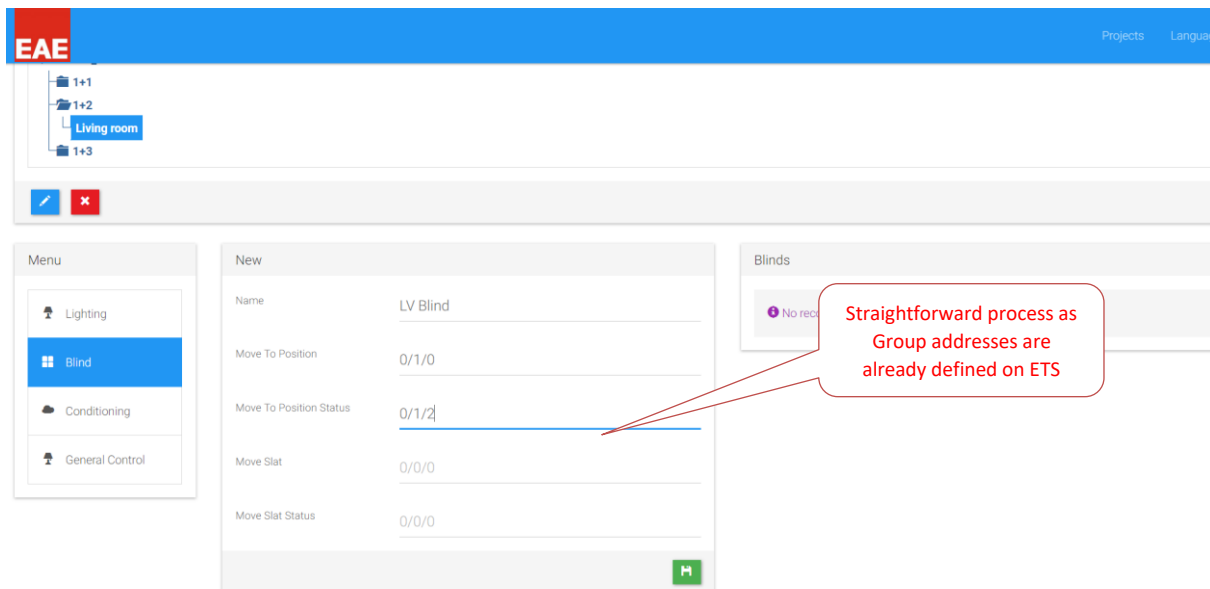 EAE
Projects Langua
1+1
1+2
Living room
1+3
Menu
Lighting
Blind
Conditioning
General Control
New
Name LV Blind
Move To Position 0/1/0
Move To Position Status 0/1/2
Move Slat 0/0/0
Move Slat Status 0/0/0
Blinds
No reco
Straightforward process as
Group addresses are
already defined on ETS